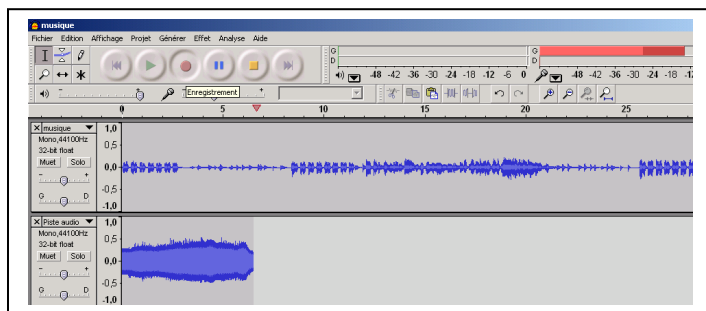 musique
Fichier Edition Affichage Projet Générer Effet Analyse Aide
G
D
-48 -42 -36 -30 -24 -18 -12 -6 0
G
D
-48 -42 -36 -30 -24 -18 -12
Enregistrement
0 5 10 15 20 25
musique
Mono,44100Hz
32-bit float
Muet Solo
- +
G D
1,0
0,5
0,0
-0,5
-1,0
Piste audio
Mono,44100Hz
32-bit float
Muet Solo
- +
G D
1,0
0,5
0,0
-0,5
-1,0